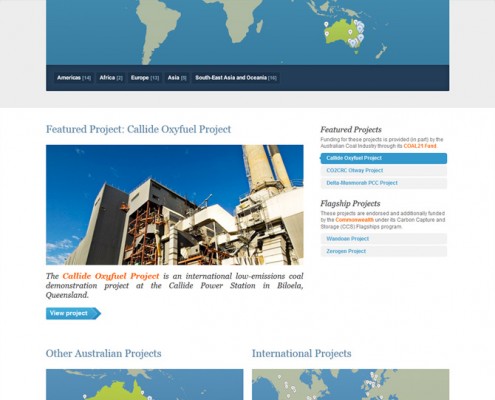 Americas [14] Africa [2] Europe [10] Asia [5] South-East Asia and Oceania [16]
Featured Project: Callide Oxyfuel Project
The Callide Oxyfuel Project is an international low-emissions coal
demonstration project at the Callide Power Station in Biloela,
Queensland.
View project
Featured Projects
Funding for these projects is provided (in part) by the
Australian Coal Industry through its COAL21 Fund.
Callide Oxyfuel Project
CO2CRC Otway Project
Delta-Munmorah PCC Project
Flagship Projects
These projects are endorsed and additionally funded
by the Commonwealth under its Carbon Capture and
Storage (CCS) Flagships program.
Wandoan Project
Zerogen Project
Other Australian Projects
International Projects